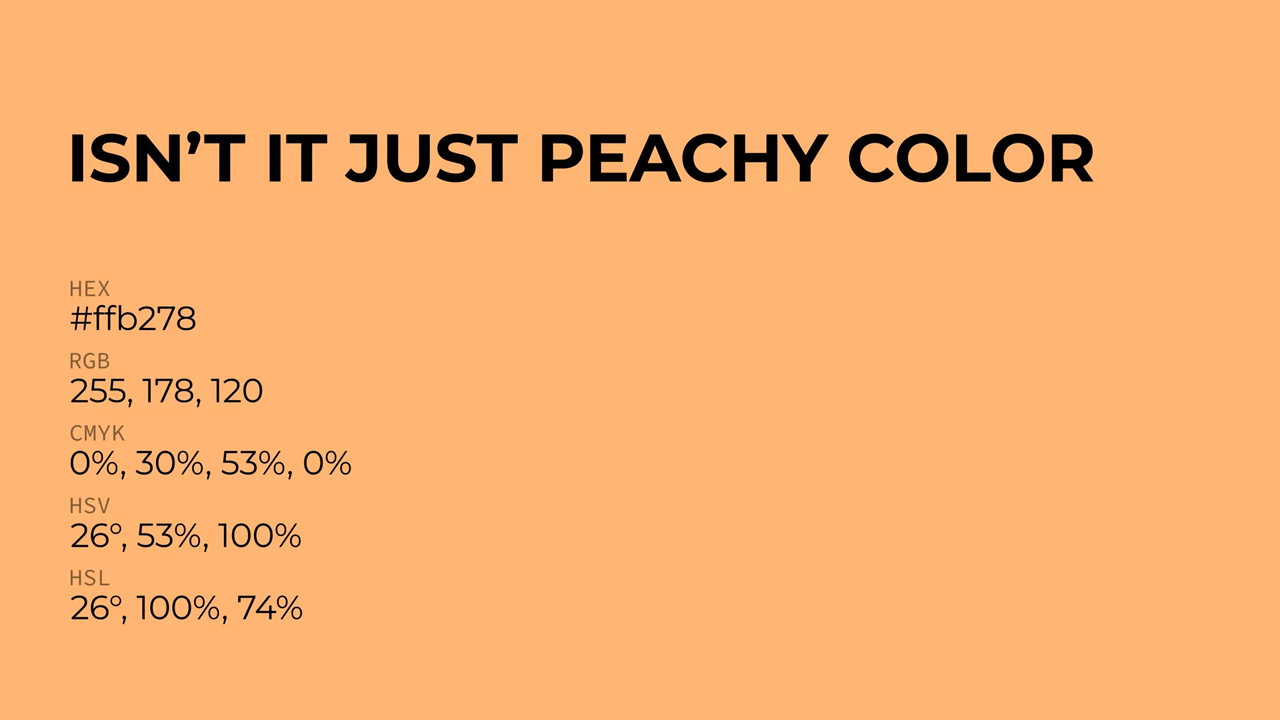 ISN’T IT JUST PEACHY COLOR
HEX
#ffb278
RGB
255, 178, 120
CMYK
0%, 30%, 53%, 0%
HSV
26°, 53%, 100%
HSL
26°, 100%, 74%